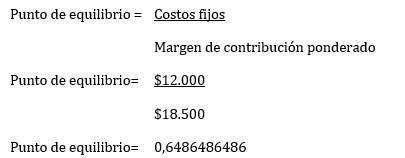 Punto de equilibrio = Costos fijos
Margen de contribución ponderado
Punto de equilibrio= $12.000
$18.500
Punto de equilibrio= 0,6486486486